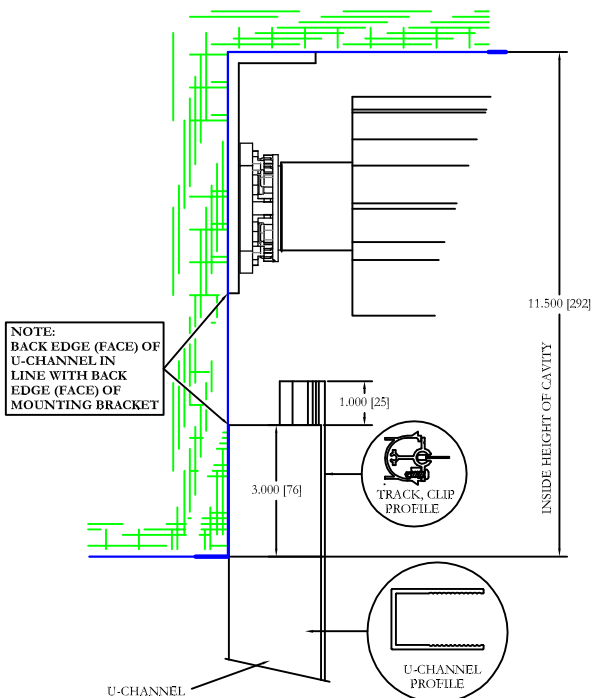 11.500 [292]
NOTE:
BACK EDGE (FACE) OF
U-CHANNEL IN
LINE WITH BACK
EDGE (FACE) OF
MOUNTING BRACKET
1.000 [25]
INSIDE HEIGHT OF CAVITY
3.000 [76]
TRACK, CLIP
PROFILE
U-CHANNEL
PROFILE
U-CHANNEL